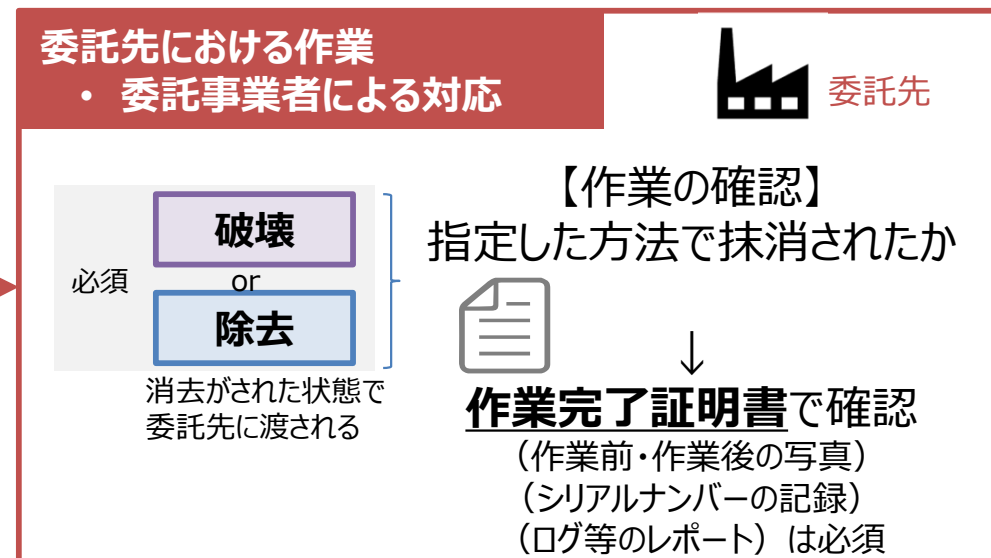 委託先における作業
• 委託事業者による対応
委託先
必須
破壊
or
除去
消去がされた状態で
委託先に渡される
【作業の確認】
指定した方法で抹消されたか
↓
作業完了証明書で確認
（作業前・作業後の写真）
（シリアルナンバーの記録）
（ログ等のレポート）は必須